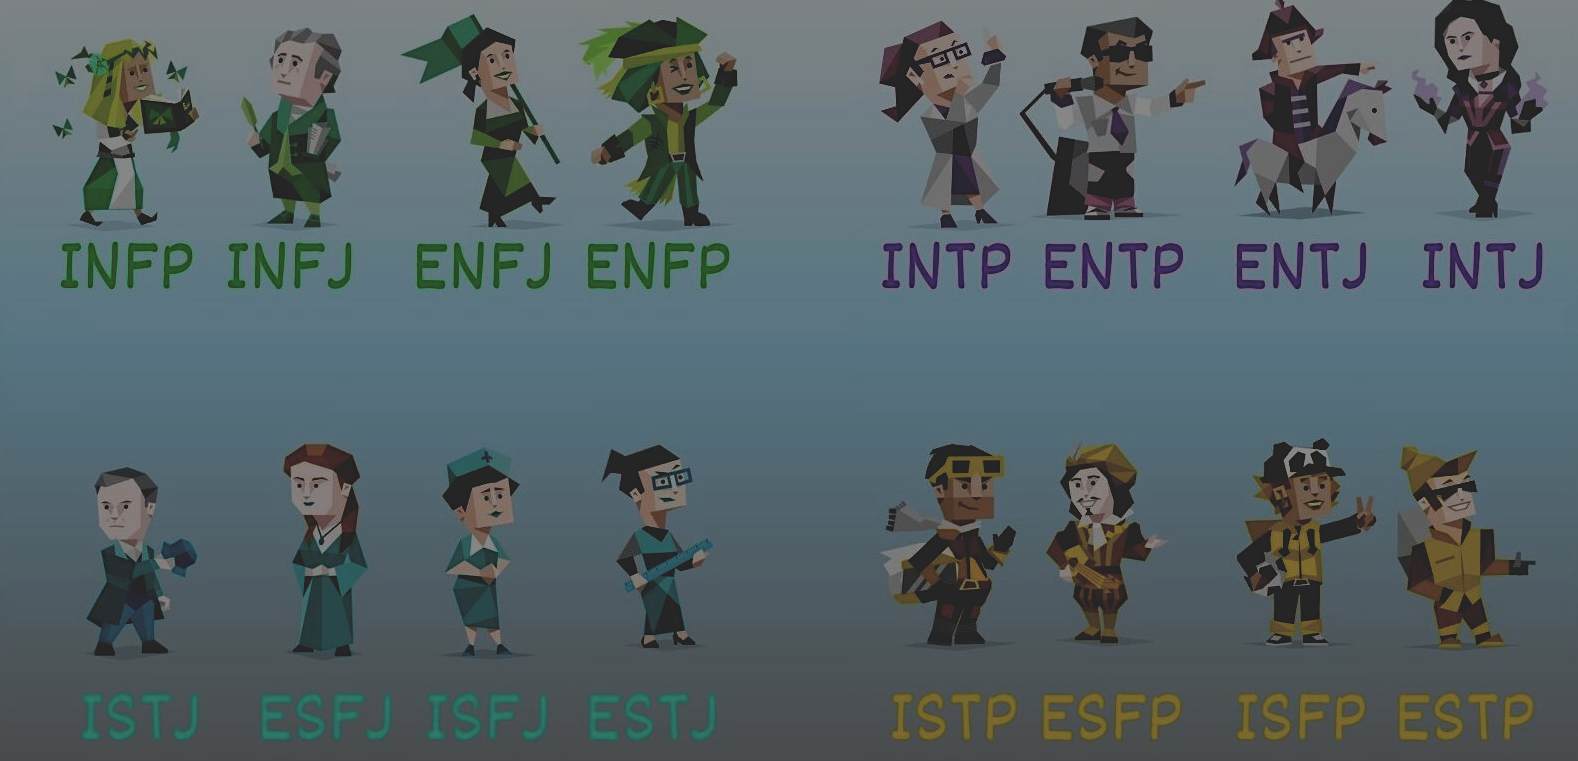 INFP INFJ ENFJ ENFP INTP ENTP ENTJ INTJ
ISTJ ESFJ ISFJ ESTJ ISTP ESFP ISFP ESTP